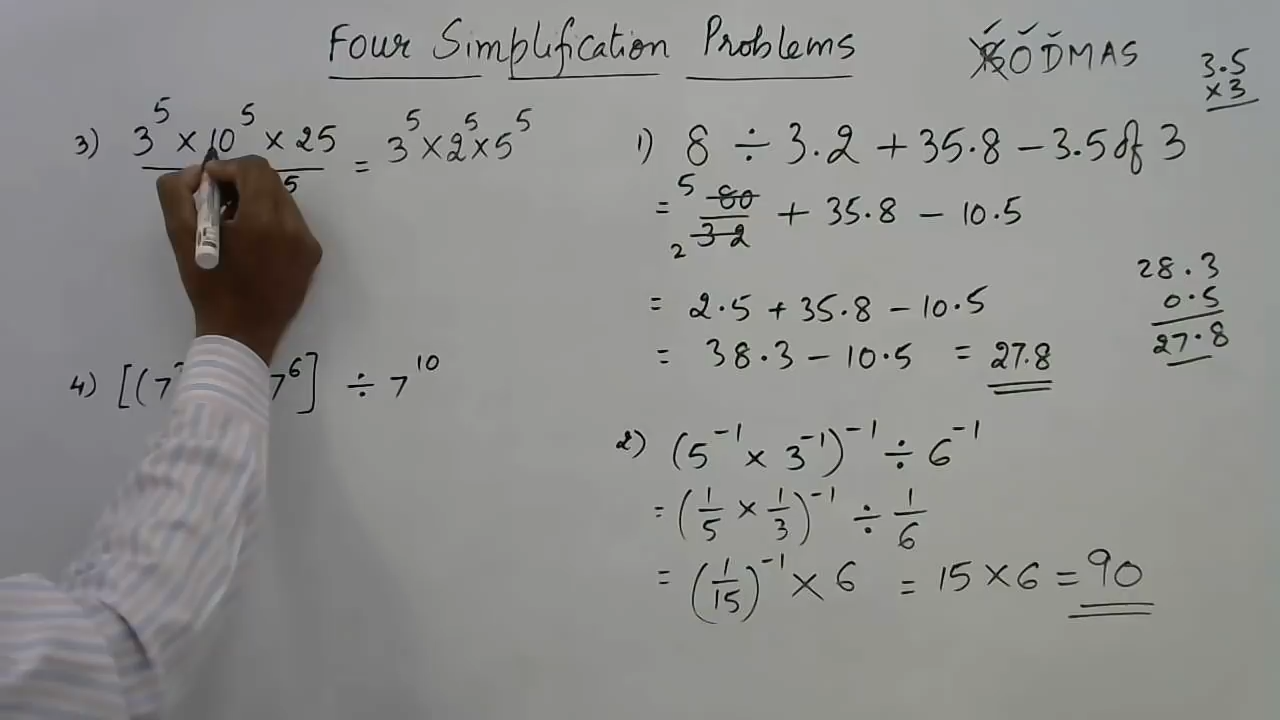 Four Simplification Problems
BODMAS
3.5
×3
3) 3⁵ × 10⁵ × 25 = 3⁵ × 2⁵ × 5⁵
5
4) [(7 7⁶] ÷ 7¹⁰
1) 8 ÷ 3.2 + 35.8 − 3.5 of 3
= 5 80/32 2 + 35.8 − 10.5
= 2.5 + 35.8 − 10.5
= 38.3 − 10.5 = 27.8
28.3
0.5
27.8
2) (5⁻¹ × 3⁻¹)⁻¹ ÷ 6⁻¹
= (1/5 × 1/3)⁻¹ ÷ 1/6
= (1/15)⁻¹ × 6 = 15 × 6 = 90